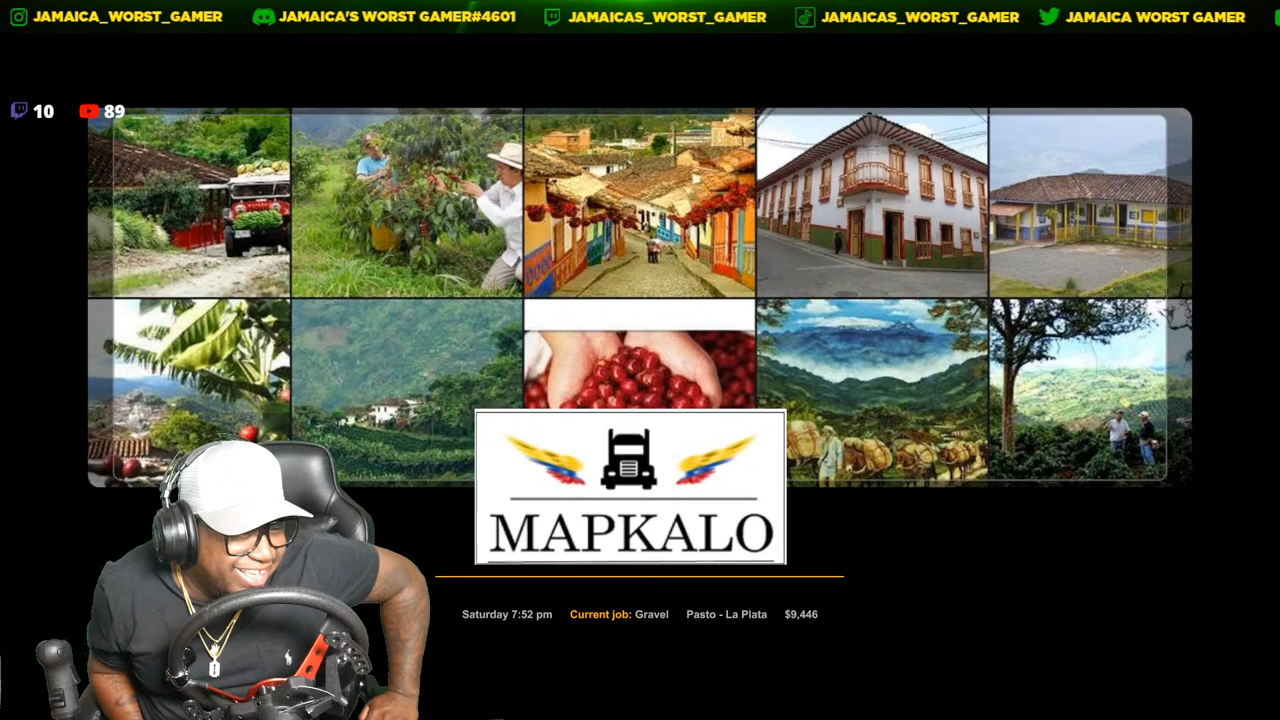 JAMAICA_WORST_GAMER
JAMAICA'S WORST GAMER#4601
JAMAICAS_WORST_GAMER
JAMAICAS_WORST_GAMER
JAMAICA WORST GAMER
10
89
MAPKALO
Saturday 7:52 pm Current job: Gravel Pasto - La Plata $9,446